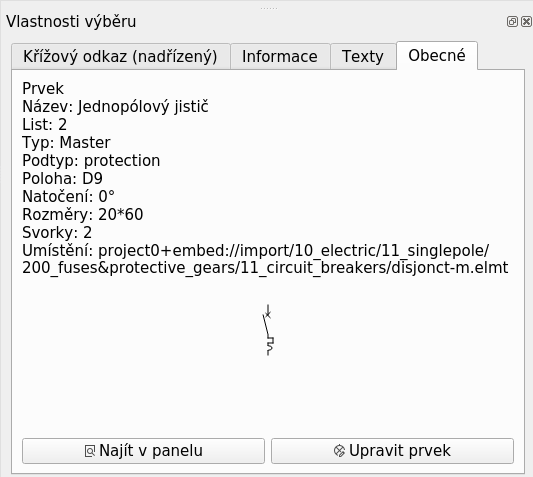 Vlastnosti výběru
Křížový odkaz (nadřízený) Informace Texty Obecné
Prvek
Název: Jednopólový jistič
List: 2
Typ: Master
Podtyp: protection
Poloha: D9
Natočení: 0°
Rozměry: 20*60
Svorky: 2
Umístění: project0+embed://import/10_electric/11_singlepole/
200_fuses&protective_gears/11_circuit_breakers/disjonct-m.elmt
Najít v panelu Upravit prvek